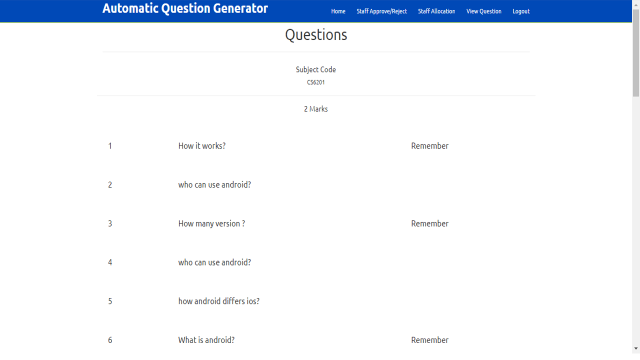 Automatic Question Generator
Home Staff Approve/Reject Staff Allocation View Question Logout
Questions
Subject Code
CS6201
2 Marks
1 How it works? Remember
2 who can use android?
3 How many version ? Remember
4 who can use android?
5 how android differs ios?
6 What is android? Remember